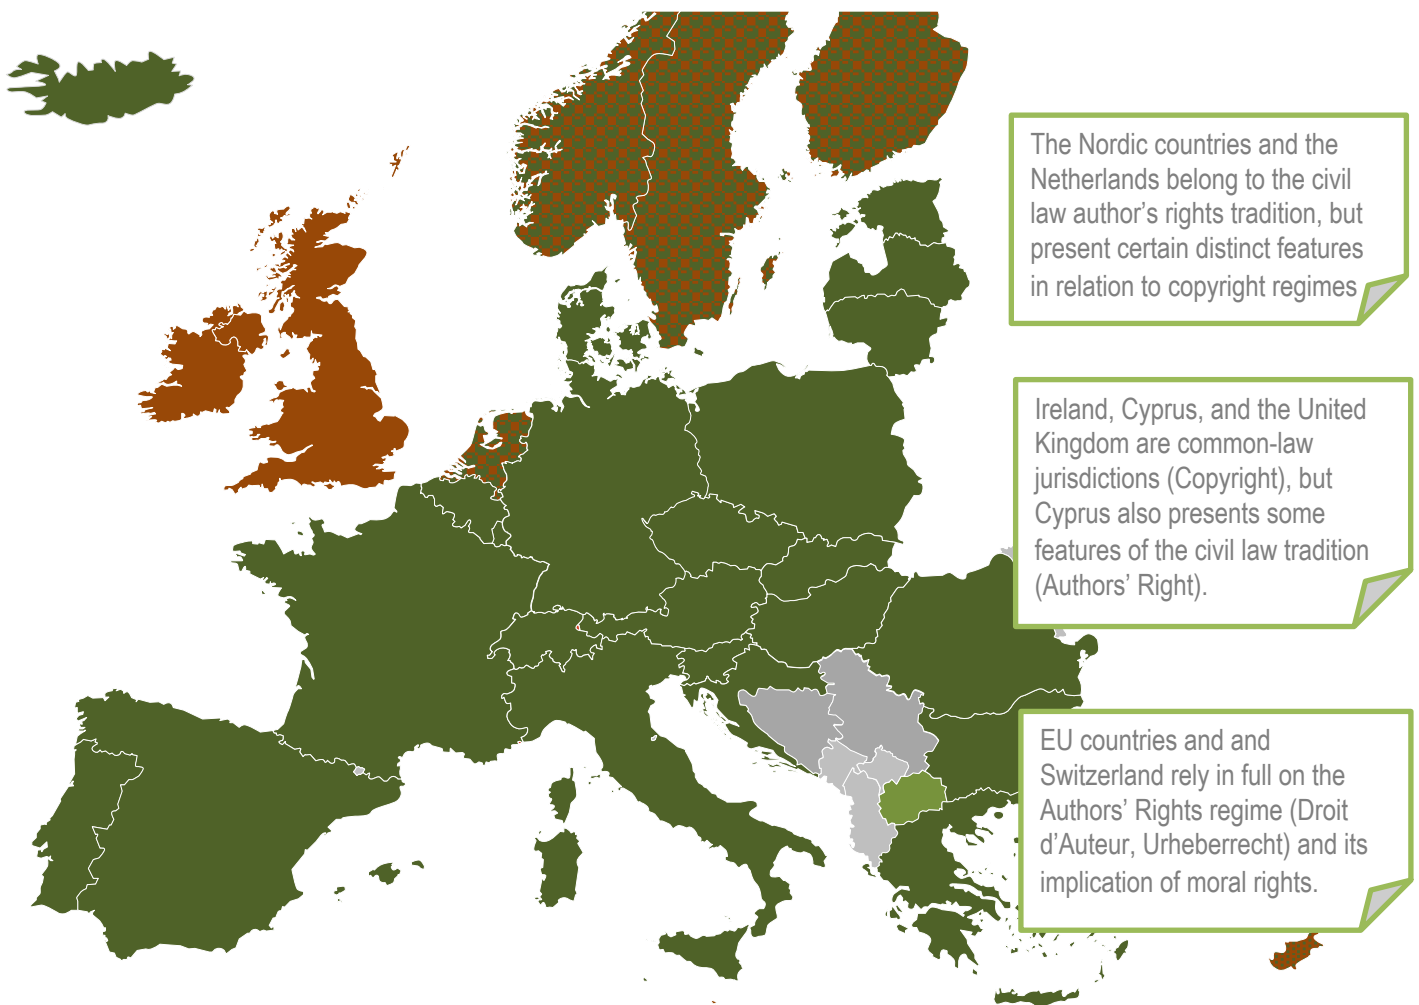 The Nordic countries and the
Netherlands belong to the civil
law author’s rights tradition, but
present certain distinct features
in relation to copyright regimes
Ireland, Cyprus, and the United
Kingdom are common-law
jurisdictions (Copyright), but
Cyprus also presents some
features of the civil law tradition
(Authors’ Right).
EU countries and and
Switzerland rely in full on the
Authors’ Rights regime (Droit
d’Auteur, Urheberrecht) and its
implication of moral rights.